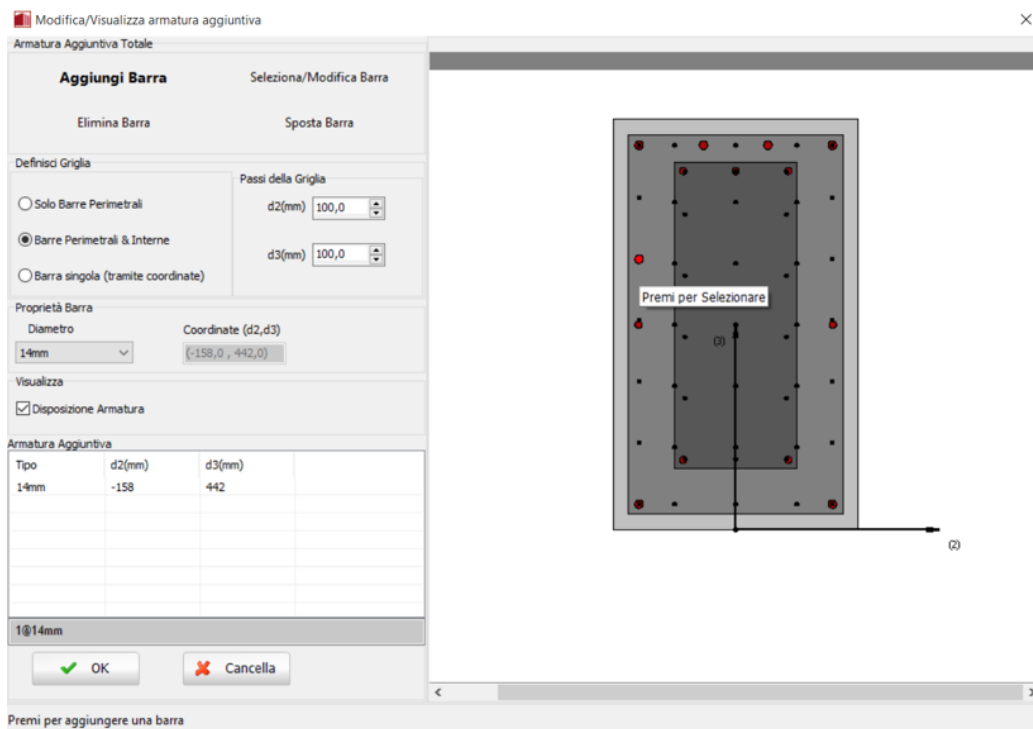 Modifica/Visualizza armatura aggiuntiva
Armatura Aggiuntiva Totale
Aggiungi Barra
Seleziona/Modifica Barra
Elimina Barra
Sposta Barra
Definisci Griglia
Solo Barre Perimetrali
Barre Perimetrali & Interne
Barra singola (tramite coordinate)
Passi della Griglia
d2(mm) 100,0
d3(mm) 100,0
Proprietà Barra
Diametro
Coordinate (d2,d3)
14mm
(-158,0 , 442,0)
Visualizza
Disposizione Armatura
Armatura Aggiuntiva
Tipo d2(mm) d3(mm)
14mm -158 442
1@14mm
OK
Cancella
Premi per aggiungere una barra
Premi per Selezionare
(3)
(2)